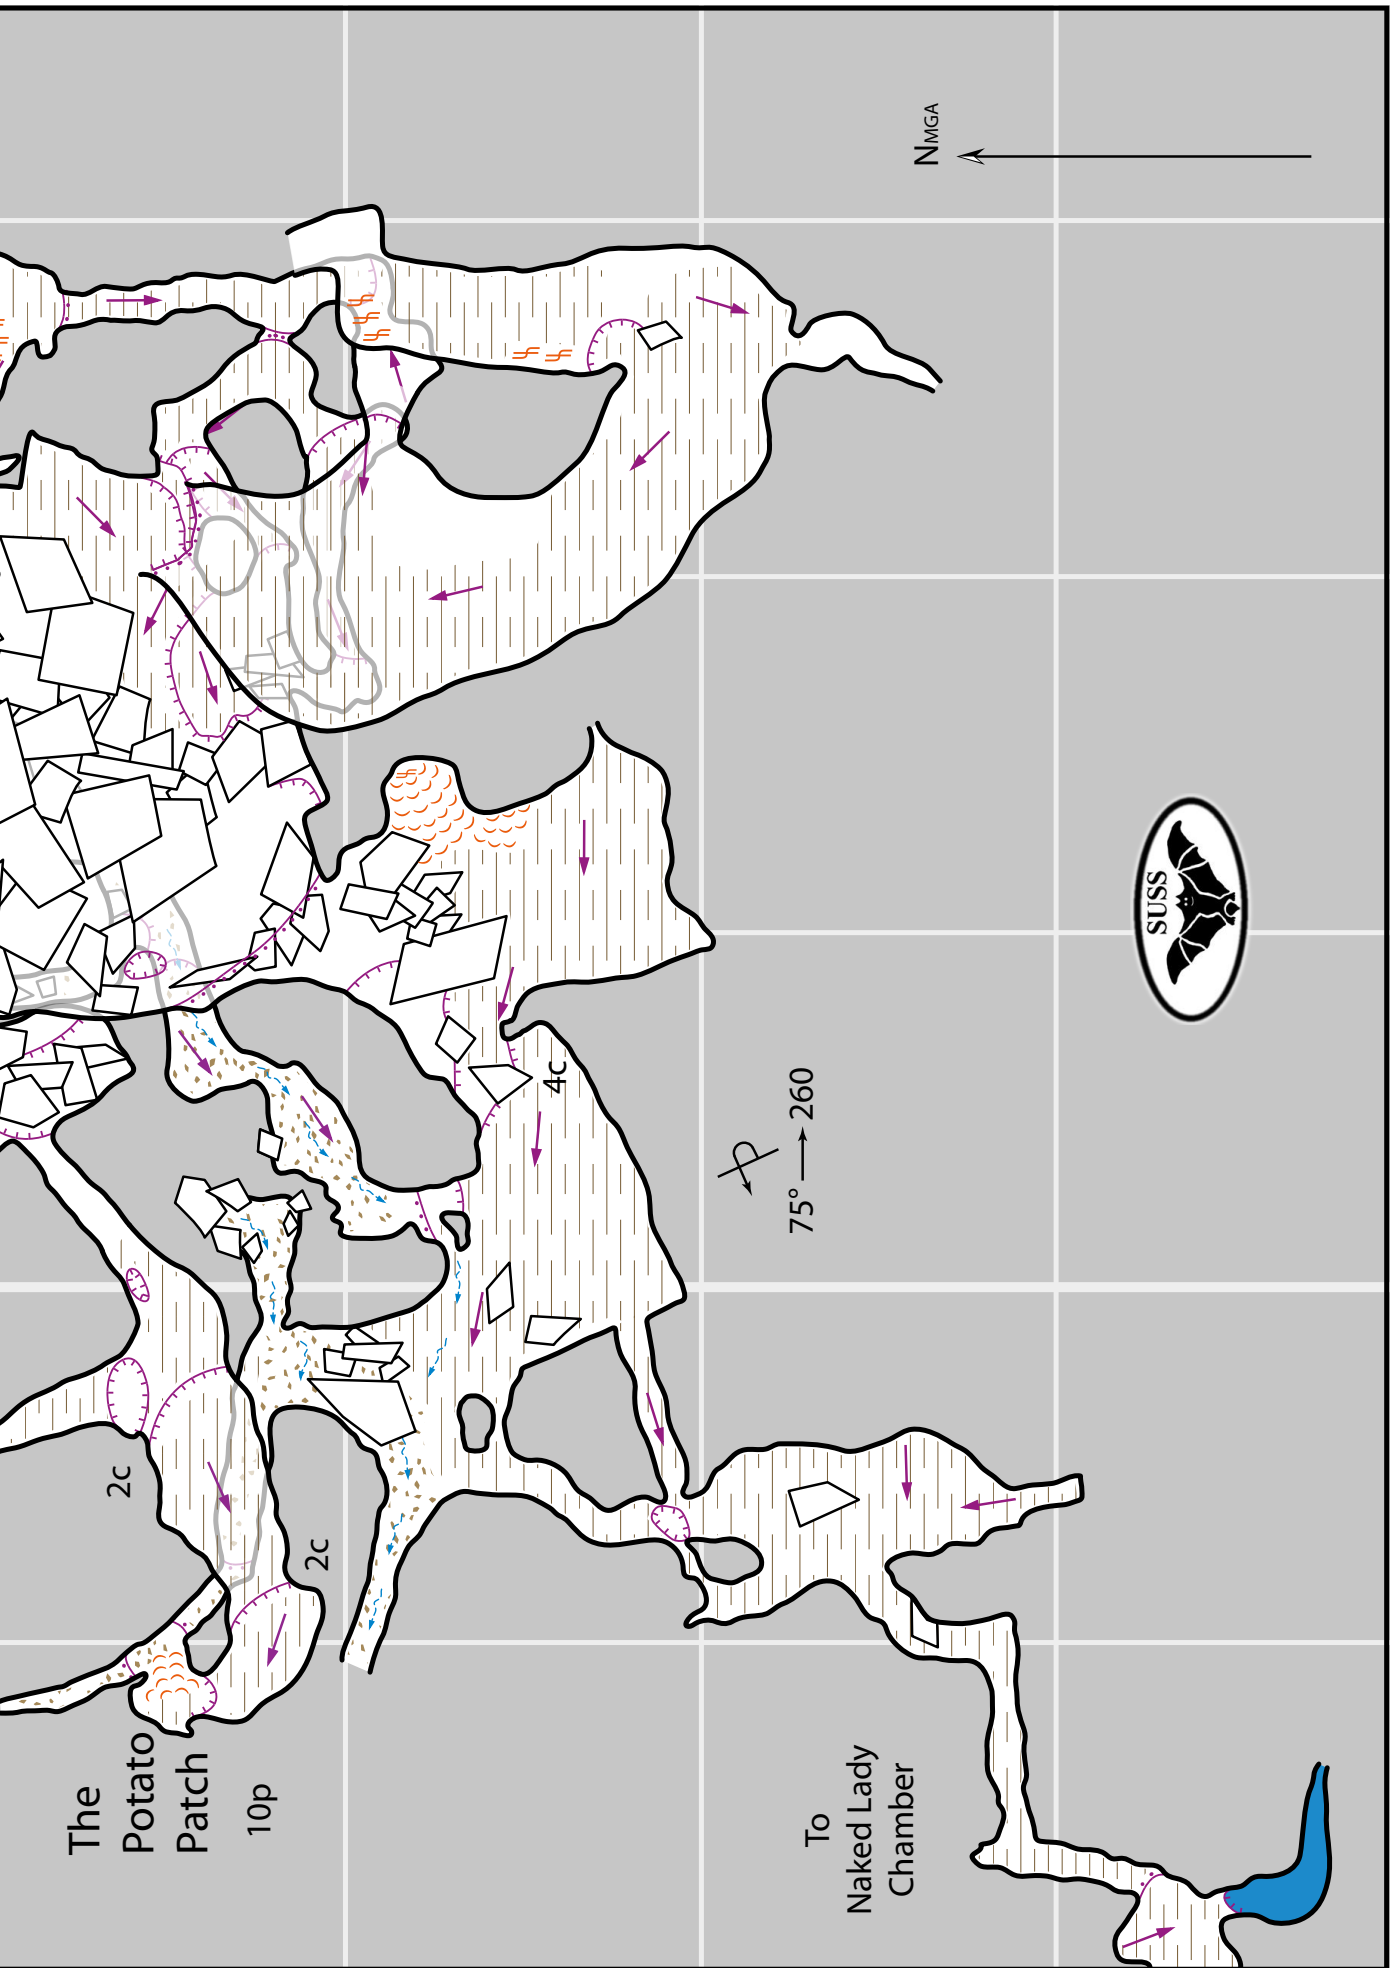 NMGA
SUSS
4c
75° 260
2c
2c
The
Potato
Patch
10p
To
Naked Lady
Chamber